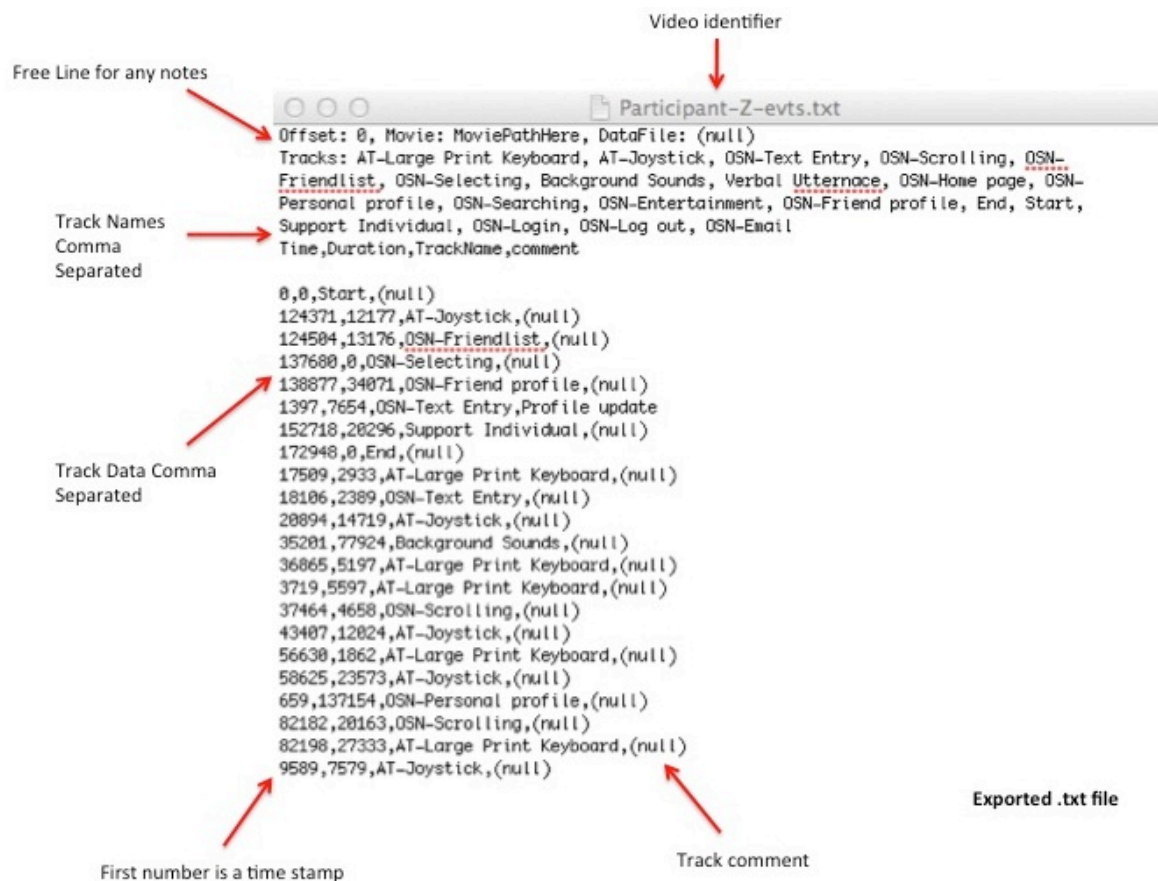 Video identifier
Free Line for any notes
Participant-Z-evts.txt
Offset: 0, Movie: MoviePathHere, DataFile: (null)
Tracks: AT-Large Print Keyboard, AT-Joystick, OSN-Text Entry, OSN-Scrolling, OSN-
Friendlist, OSN-Selecting, Background Sounds, Verbal Utternace, OSN-Home page, OSN-
Personal profile, OSN-Searching, OSN-Entertainment, OSN-Friend profile, End, Start,
Support Individual, OSN-Login, OSN-Log out, OSN-Email
Time,Duration,TrackName,comment
Track Names
Comma
Separated
0,0,Start,(null)
124371,12177,AT-Joystick,(null)
124504,13176,OSN-Friendlist,(null)
137680,0,OSN-Selecting,(null)
138877,34071,OSN-Friend profile,(null)
1397,7654,OSN-Text Entry,Profile update
152718,20296,Support Individual,(null)
172948,0,End,(null)
17509,2933,AT-Large Print Keyboard,(null)
18106,2389,OSN-Text Entry,(null)
20894,14719,AT-Joystick,(null)
35201,77924,Background Sounds,(null)
36865,5197,AT-Large Print Keyboard,(null)
3719,5597,AT-Large Print Keyboard,(null)
37464,4658,OSN-Scrolling,(null)
43407,12024,AT-Joystick,(null)
56630,1862,AT-Large Print Keyboard,(null)
58625,23573,AT-Joystick,(null)
659,137154,OSN-Personal profile,(null)
82182,20163,OSN-Scrolling,(null)
82198,27333,AT-Large Print Keyboard,(null)
9589,7579,AT-Joystick,(null)
Track Data Comma
Separated
Exported .txt file
Track comment
First number is a time stamp